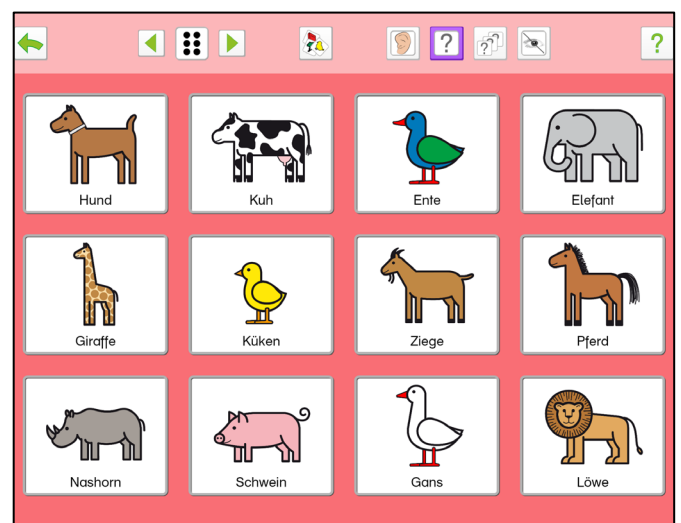 ?
? ???
Hund
Kuh
Ente
Elefant
Giraffe
Küken
Ziege
Pferd
Nashorn
Schwein
Gans
Löwe